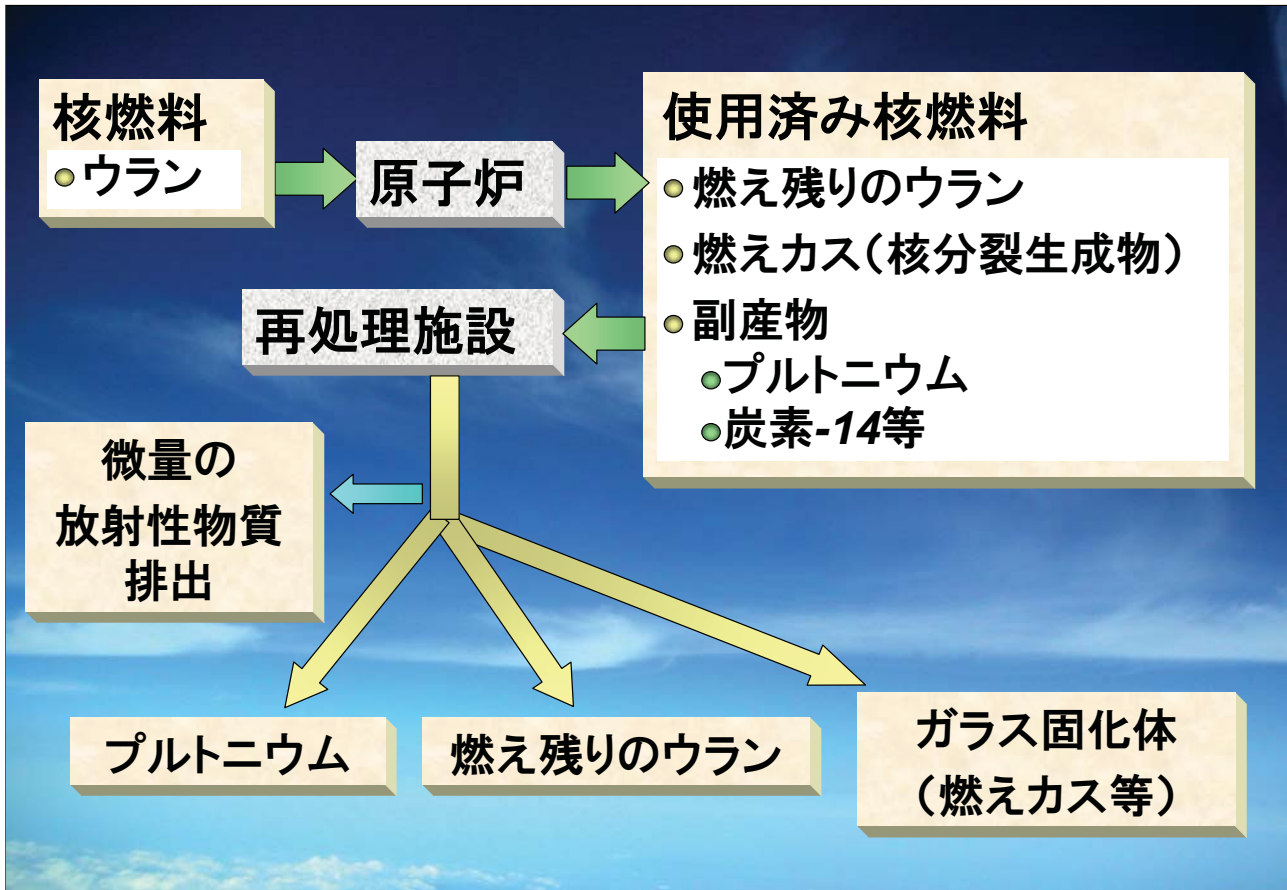 核燃料
ウラン
原子炉
使用済み核燃料
燃え残りのウラン
燃えカス（核分裂生成物）
副産物
プルトニウム
炭素-14等
再処理施設
微量の
放射性物質
排出
プルトニウム
燃え残りのウラン
ガラス固化体
（燃えカス等）